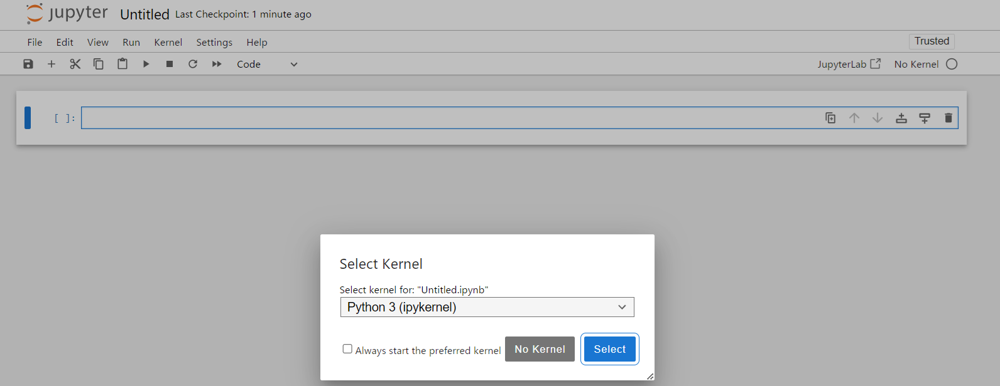 jupyter Untitled Last Checkpoint: 1 minute ago
File Edit View Run Kernel Settings Help Trusted
Code JupyterLab No Kernel
[ ]:
Select Kernel
Select kernel for: "Untitled.ipynb"
Python 3 (ipykernel)
Always start the preferred kernel No Kernel Select